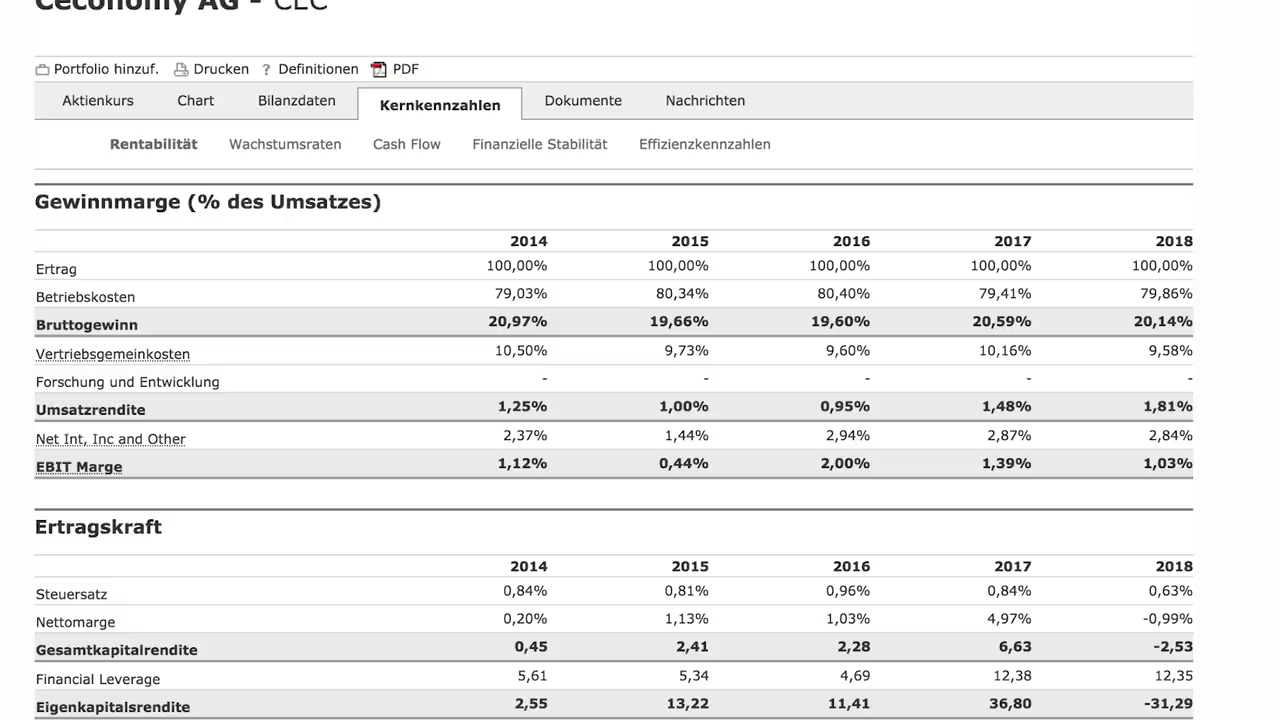 Ceconomy AG - CEC
Portfolio hinzuf. Drucken ? Definitionen PDF
Aktienkurs Chart Bilanzdaten Kernkennzahlen Dokumente Nachrichten
Rentabilität Wachstumsraten Cash Flow Finanzielle Stabilität Effizienzkennzahlen
Gewinnmarge (% des Umsatzes)
2014 2015 2016 2017 2018
Ertrag 100,00% 100,00% 100,00% 100,00% 100,00%
Betriebskosten 79,03% 80,34% 80,40% 79,41% 79,86%
Bruttogewinn 20,97% 19,66% 19,60% 20,59% 20,14%
Vertriebsgemeinkosten 10,50% 9,73% 9,60% 10,16% 9,58%
Forschung und Entwicklung - - - - -
Umsatzrendite 1,25% 1,00% 0,95% 1,48% 1,81%
Net Int, Inc and Other 2,37% 1,44% 2,94% 2,87% 2,84%
EBIT Marge 1,12% 0,44% 2,00% 1,39% 1,03%
Ertragskraft
2014 2015 2016 2017 2018
Steuersatz 0,84% 0,81% 0,96% 0,84% 0,63%
Nettomarge 0,20% 1,13% 1,03% 4,97% -0,99%
Gesamtkapitalrendite 0,45 2,41 2,28 6,63 -2,53
Financial Leverage 5,61 5,34 4,69 12,38 12,35
Eigenkapitalsrendite 2,55 13,22 11,41 36,80 -31,29